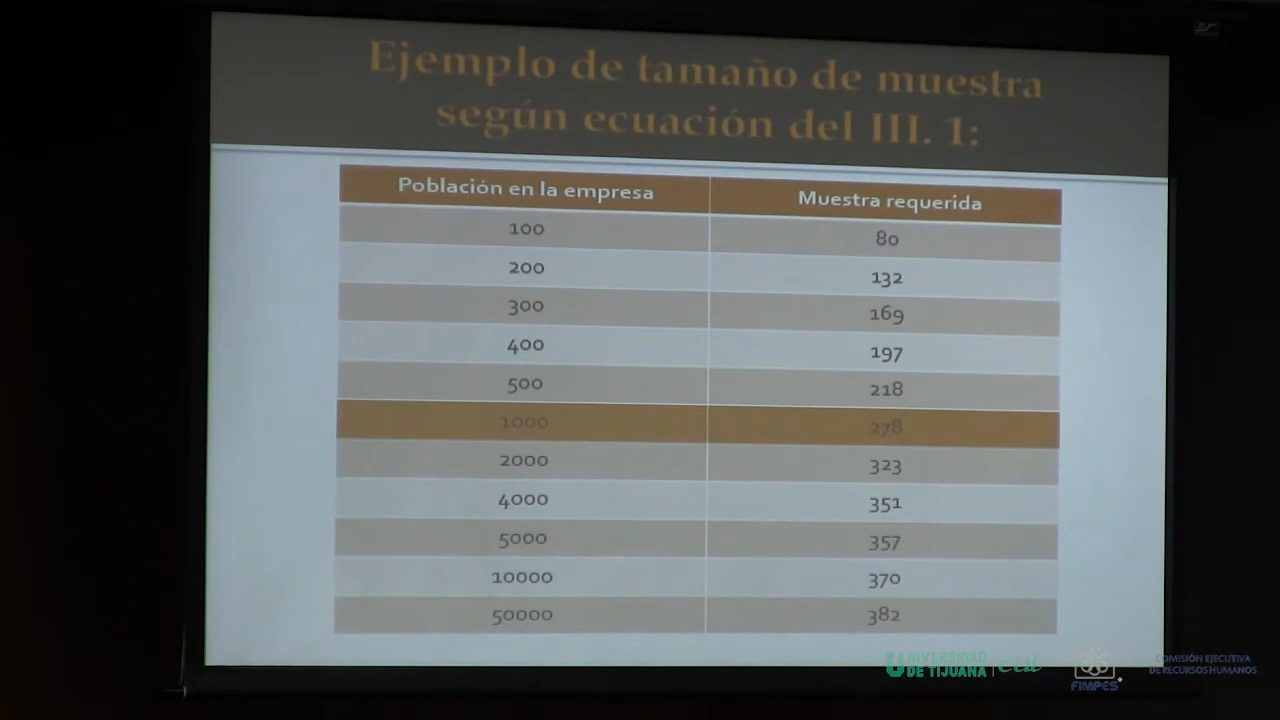 Ejemplo de tamaño de muestra
según ecuación del III. 1:
Población en la empresa Muestra requerida
100 80
200 132
300 169
400 197
500 218
1000 278
2000 323
4000 351
5000 357
10000 370
50000 382
UNIVERSIDAD
DE TIJUANA cut
FIMPES
COMISIÓN EJECUTIVA
DE RECURSOS HUMANOS